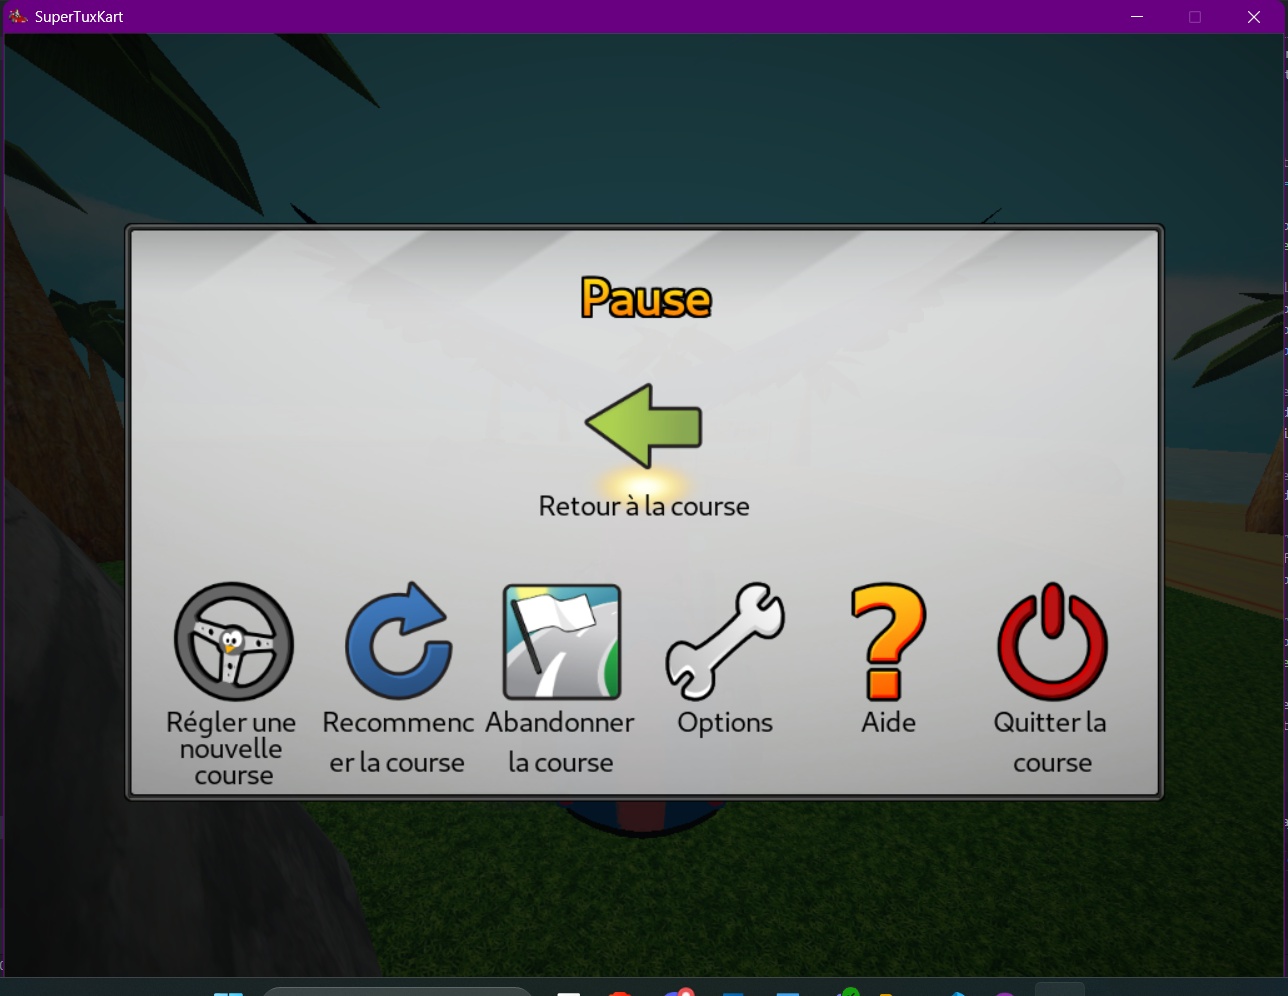 SuperTuxKart
Pause
Retour à la course
Régler une
nouvelle
course
Recommenc
er la course
Abandonner
la course
Options
Aide
Quitter la
course